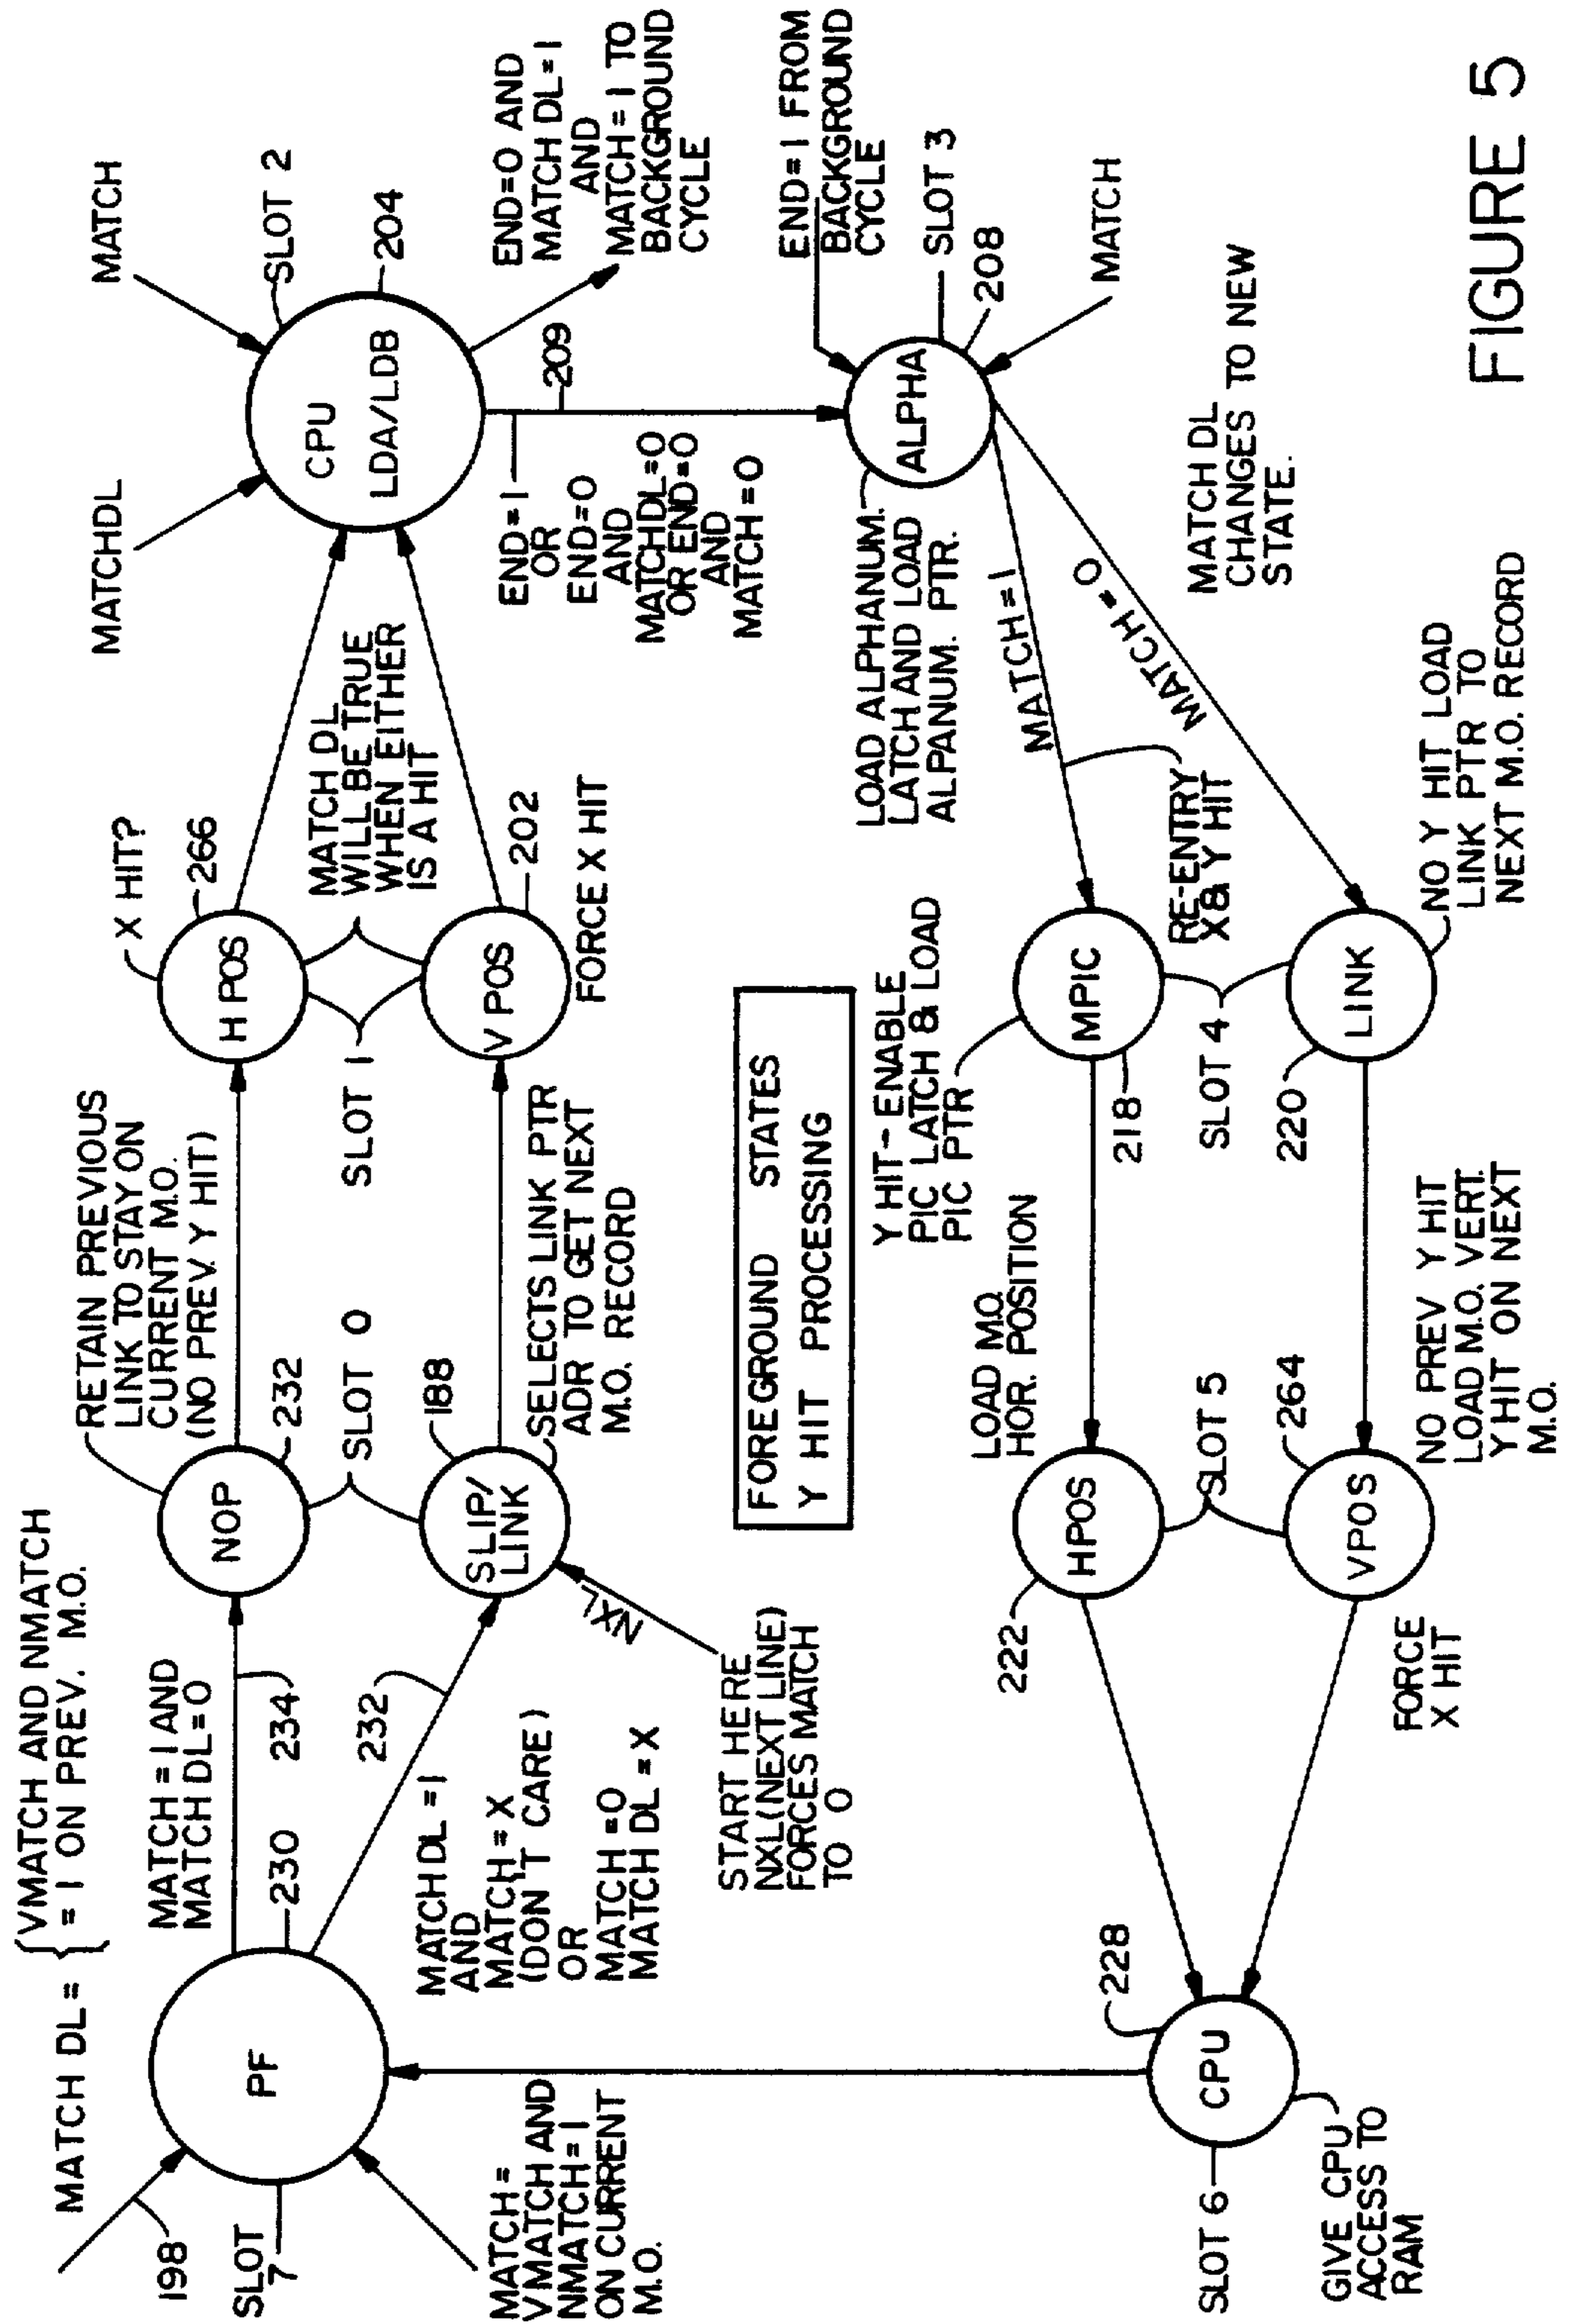 MATCH DL = { VMATCH AND NMATCH
= 1 ON PREV. M.O.
198
SLOT
7
PF
230
MATCH =
VMATCH AND
NMATCH = 1
ON CURRENT
M.O.
MATCH = 1 AND
MATCH DL = 0
234
232
MATCH DL = 1
AND
MATCH = X
(DON'T CARE)
OR
MATCH = 0
MATCH DL = X
START HERE
NXL (NEXT LINE)
FORCES MATCH
TO 0
NXL
RETAIN PREVIOUS
LINK TO STAY ON
CURRENT M.O.
(NO PREV. Y HIT)
NOP
232
SLOT 0
188
SLIP/
LINK
SELECTS LINK PTR
ADR TO GET NEXT
M.O. RECORD
X HIT?
266
H POS
SLOT 1
MATCH DL
WILL BE TRUE
WHEN EITHER
IS A HIT
V POS
202
FORCE X HIT
MATCHDL
MATCH
SLOT 2
204
CPU
LDA/LDB
END=0 AND
MATCH DL=1
AND
MATCH = 1 TO
BACKGROUND
CYCLE
209
END = 1
OR
END=0
AND
MATCHDL=0
OR END=0
AND
MATCH = 0
END=1 FROM
BACKGROUND
CYCLE
SLOT 3
208
MATCH
ALPHA
LOAD ALPHANUM.
LATCH AND LOAD
ALPANUM. PTR.
MATCH=1
MATCH=0
MATCH DL
CHANGES TO NEW
STATE.
RE-ENTRY
X & Y HIT
FOREGROUND STATES
Y HIT PROCESSING
Y HIT - ENABLE
PIC LATCH & LOAD
PIC PTR
MPIC
218
SLOT 4
220
LINK
NO Y HIT LOAD
LINK PTR TO
NEXT M.O. RECORD
LOAD M.O.
HOR. POSITION
HPOS
222
SLOT 5
264
VPOS
NO PREV Y HIT
LOAD M.O. VERT.
Y HIT ON NEXT
M.O.
FORCE
X HIT
228
CPU
SLOT 6
GIVE CPU
ACCESS TO
RAM
FIGURE 5